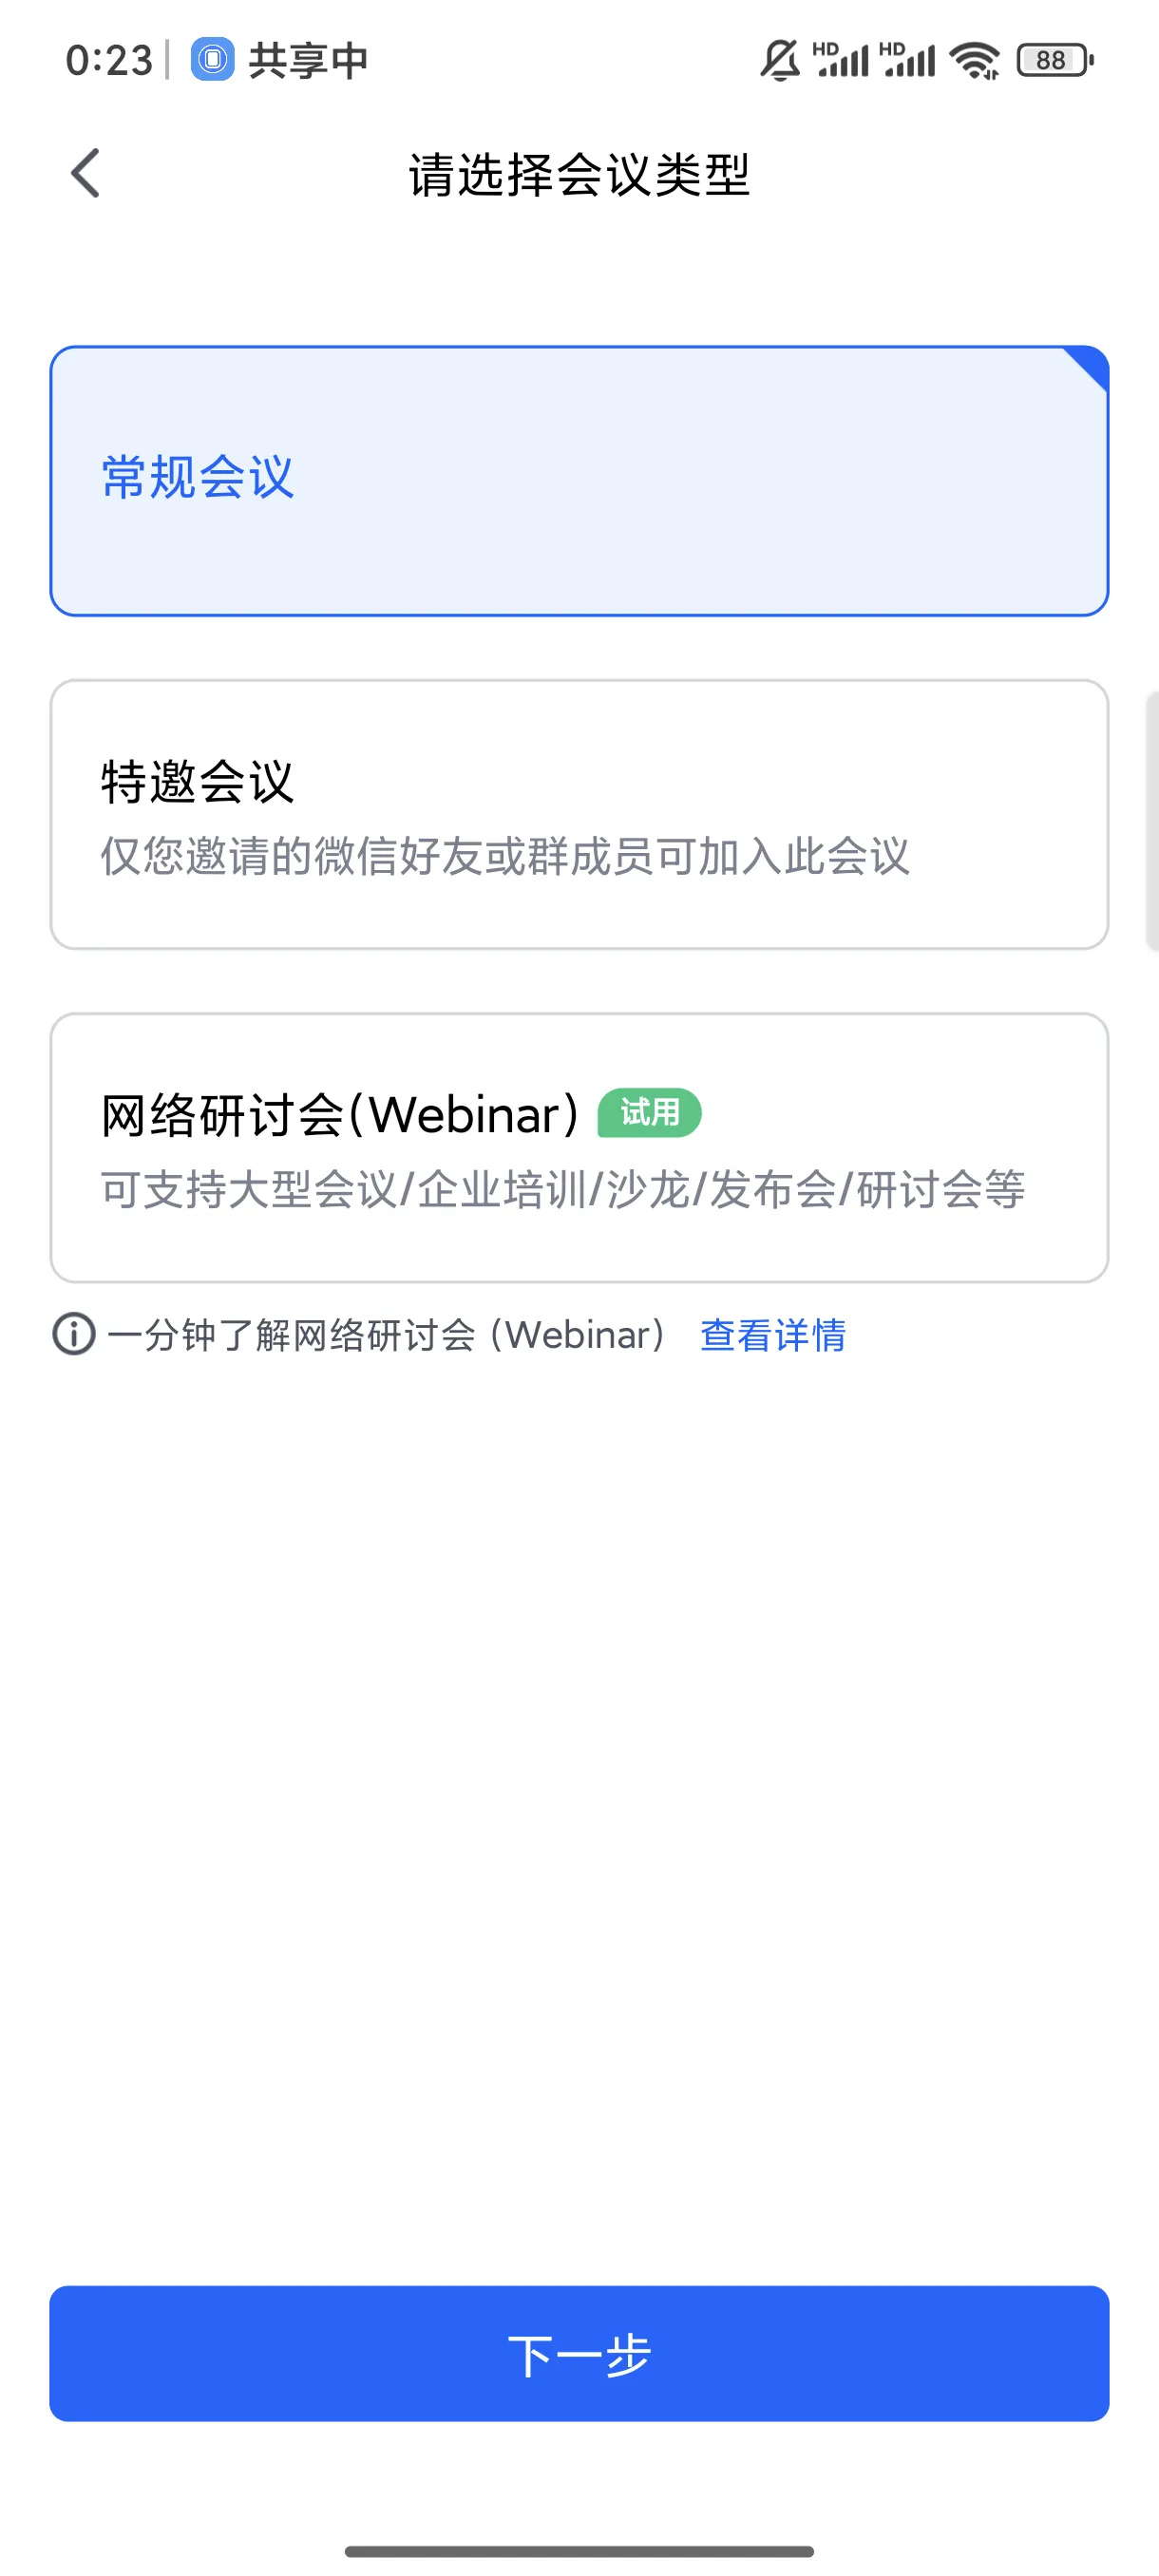 0:23 共享中 HD HD 88
请选择会议类型
常规会议
特邀会议
仅您邀请的微信好友或群成员可加入此会议
网络研讨会(Webinar) 试用
可支持大型会议/企业培训/沙龙/发布会/研讨会等
一分钟了解网络研讨会（Webinar） 查看详情
下一步